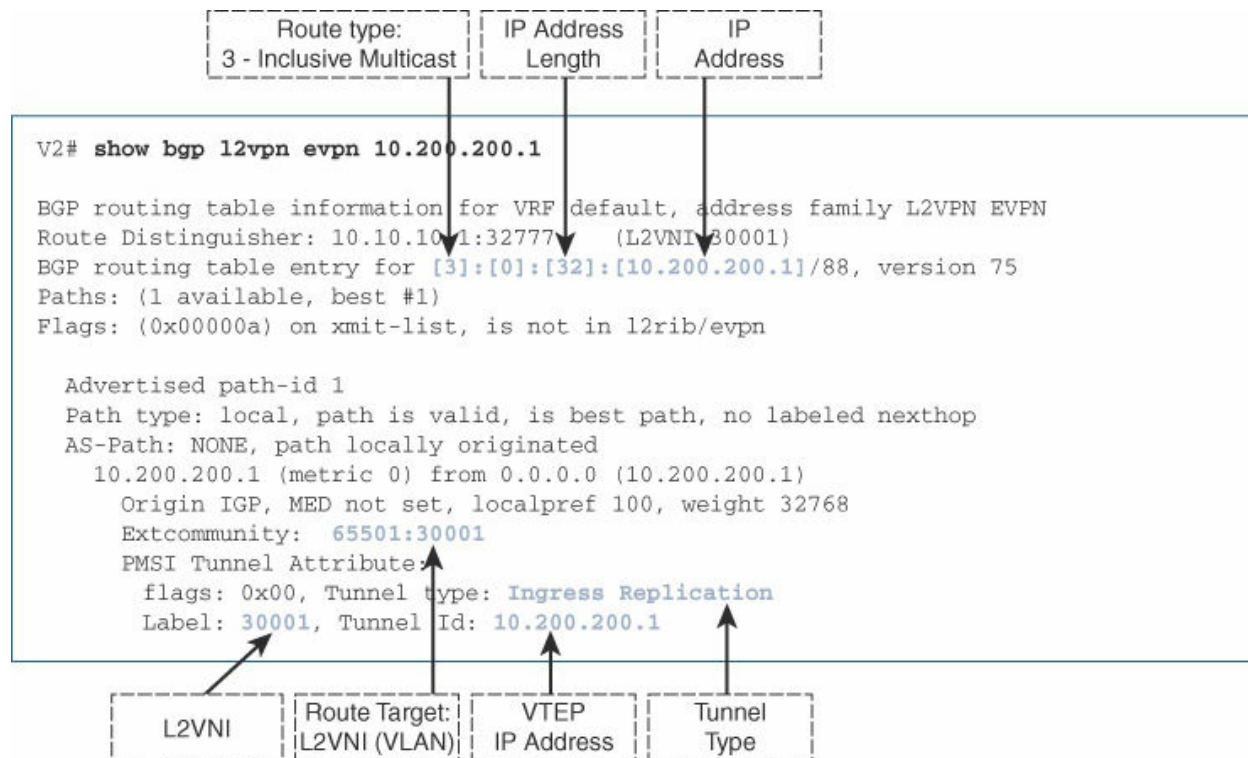 Route type:
3 - Inclusive Multicast
IP Address
Length
IP
Address
V2# show bgp l2vpn evpn 10.200.200.1
BGP routing table information for VRF default, address family L2VPN EVPN
Route Distinguisher: 10.10.10.1:32777 (L2VNI 30001)
BGP routing table entry for [3]:[0]:[32]:[10.200.200.1]/88, version 75
Paths: (1 available, best #1)
Flags: (0x00000a) on xmit-list, is not in l2rib/evpn
Advertised path-id 1
Path type: local, path is valid, is best path, no labeled nexthop
AS-Path: NONE, path locally originated
10.200.200.1 (metric 0) from 0.0.0.0 (10.200.200.1)
Origin IGP, MED not set, localpref 100, weight 32768
Extcommunity: 65501:30001
PMSI Tunnel Attribute:
flags: 0x00, Tunnel type: Ingress Replication
Label: 30001, Tunnel Id: 10.200.200.1
L2VNI
Route Target:
L2VNI (VLAN)
VTEP
IP Address
Tunnel
Type